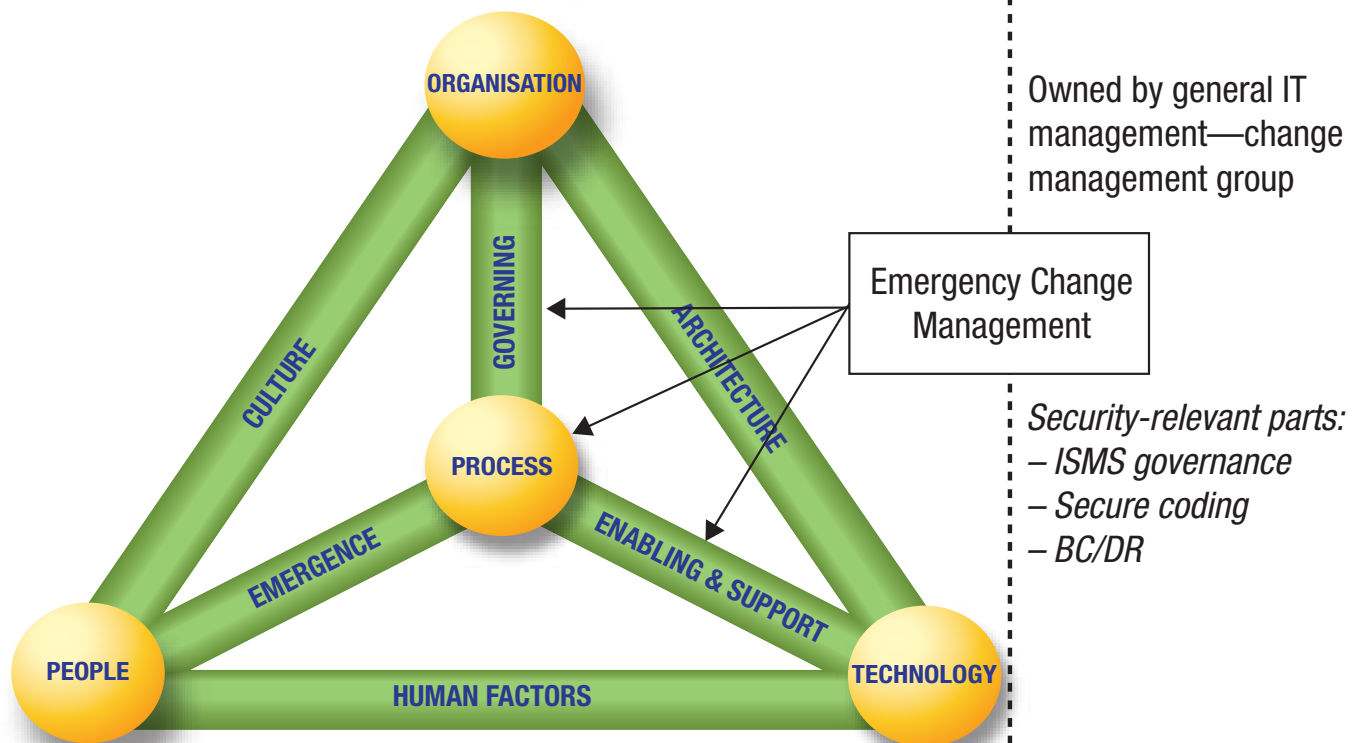 ORGANISATION
Owned by general IT
management—change
management group
GOVERNING
Emergency Change
Management
CULTURE
ARCHITECTURE
Security-relevant parts:
– ISMS governance
– Secure coding
– BC/DR
PROCESS
EMERGENCE
ENABLING & SUPPORT
PEOPLE
TECHNOLOGY
HUMAN FACTORS